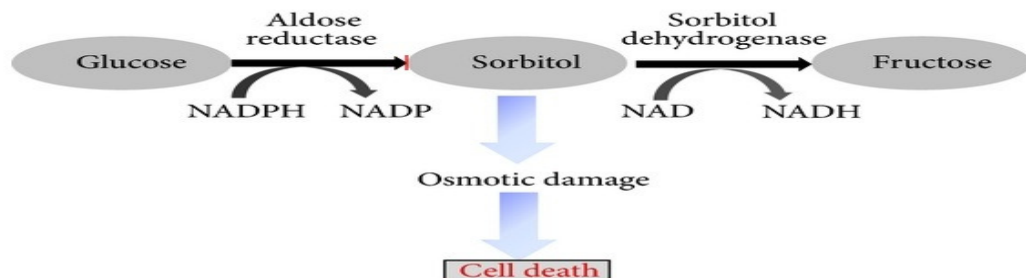 Aldose
reductase
Sorbitol
dehydrogenase
Glucose
Sorbitol
Fructose
NADPH
NADP
NAD
NADH
Osmotic damage
Cell death